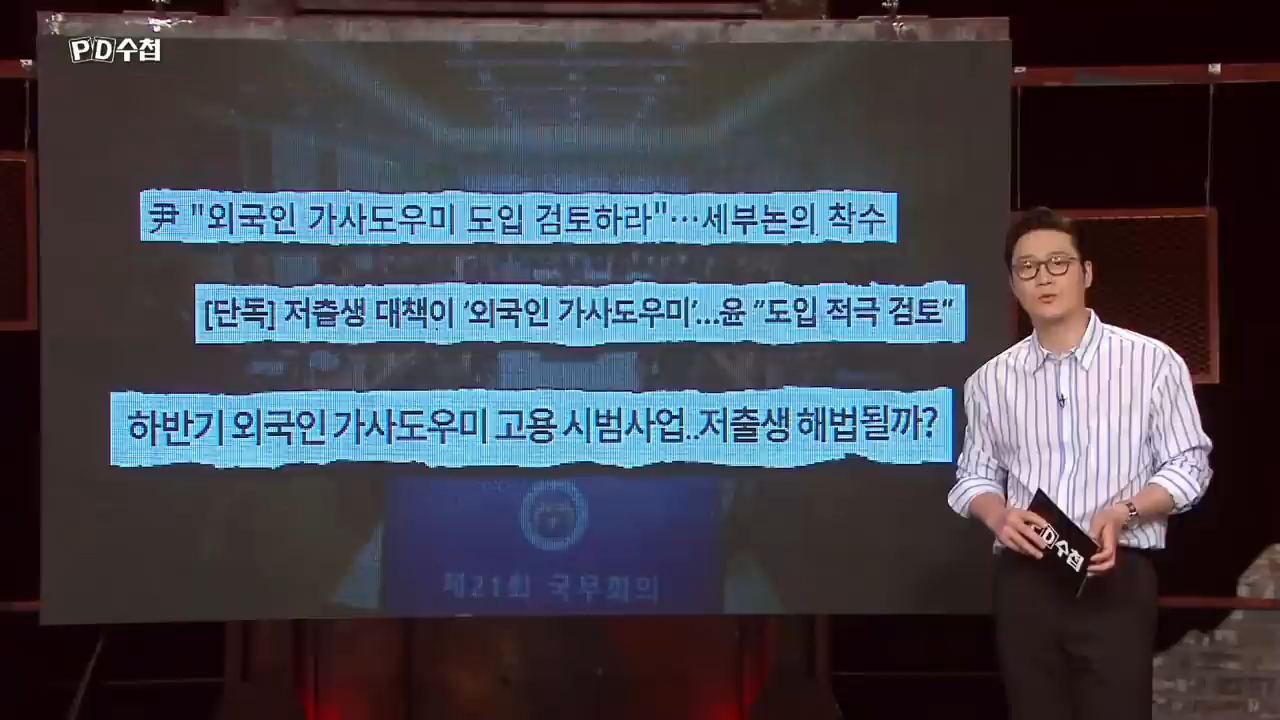 PD수첩
尹 "외국인 가사도우미 도입 검토하라"…세부논의 착수
[단독] 저출생 대책이 ‘외국인 가사도우미’...윤 “도입 적극 검토“
하반기 외국인 가사도우미 고용 시범사업..저출생 해법될까?
제21회 국무회의
PD수첩